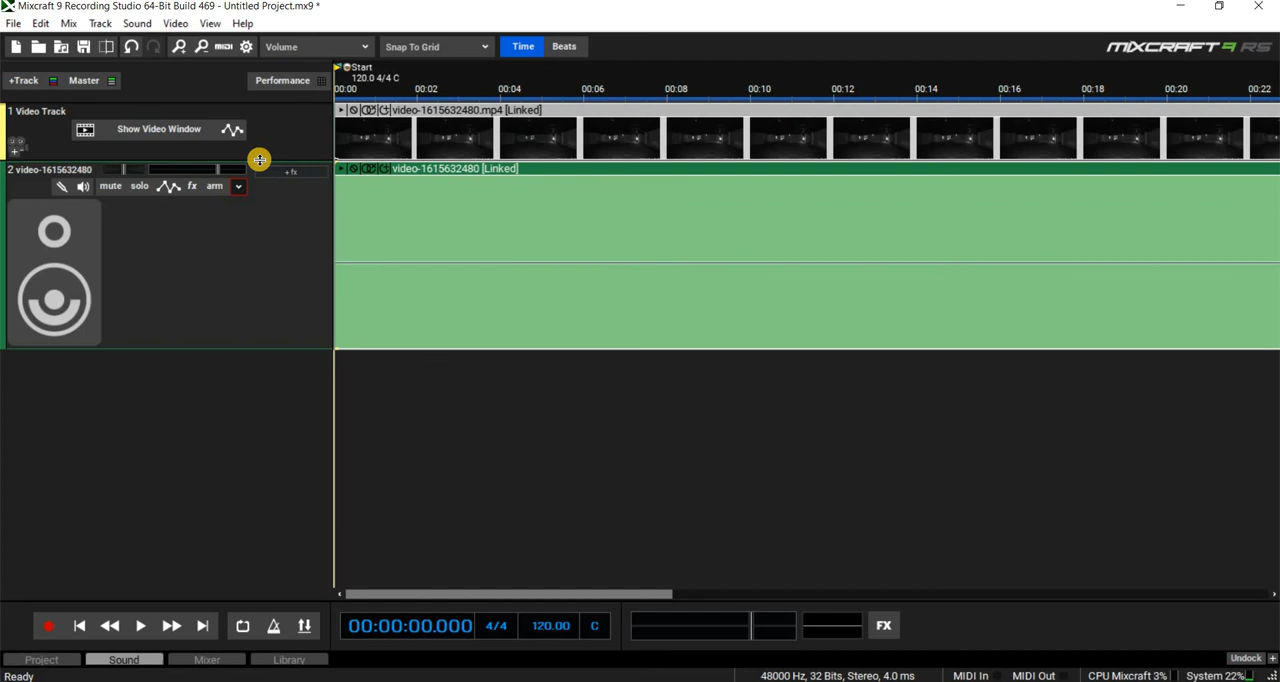 Mixcraft 9 Recording Studio 64-Bit Build 469 - Untitled Project.mx9 *
File Edit Mix Track Sound Video View Help
MIDI Volume Snap To Grid Time Beats MIXCRAFT 9 RS
Start
+Track Master Performance 120.0 4/4 C
00:00 00:02 00:04 00:06 00:08 00:10 00:12 00:14 00:16 00:18 00:20 00:22
1 Video Track video-1615632480.mp4 [Linked]
Show Video Window
2 video-1615632480 +fx video-1615632480 [Linked]
mute solo fx arm
00:00:00.000 4/4 120.00 C FX
Project Sound Mixer Library Undock +
Ready 48000 Hz, 32 Bits, Stereo, 4.0 ms MIDI In MIDI Out CPU Mixcraft 3% System 22%